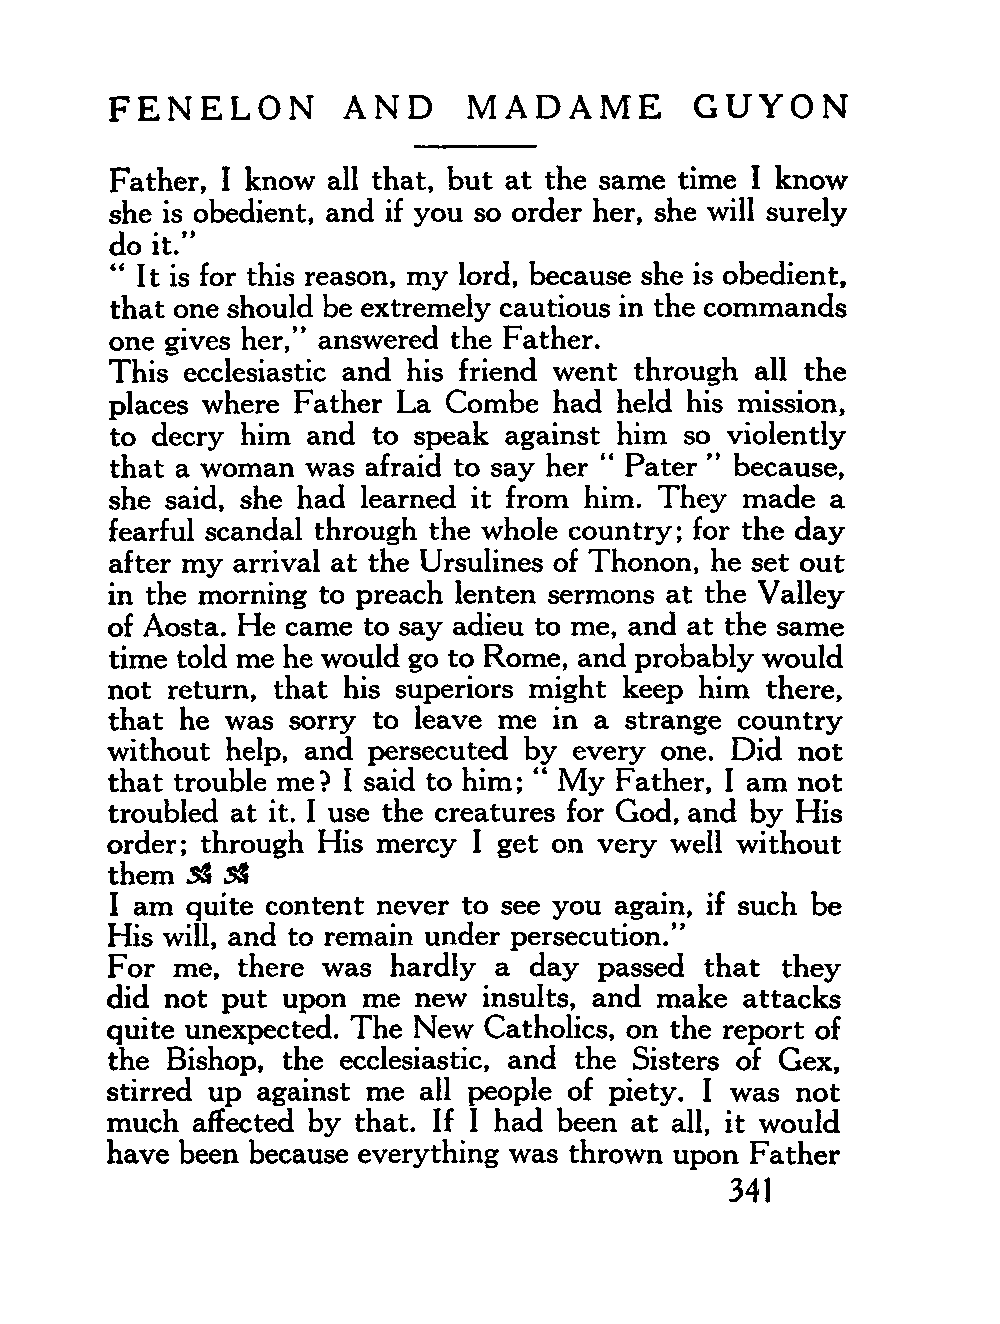 FENELON AND MADAME GUYON
Father, I know all that, but at the same time I know
she is obedient, and if you so order her, she will surely
do it."
" It is for this reason, my lord, because she is obedient,
that one should be extremely cautious in the commands
one gives her," answered the Father.
This ecclesiastic and his friend went through all the
places where Father La Combe had held his mission,
to decry him and to speak against him so violently
that a woman was afraid to say her " Pater " because,
she said, she had learned it from him. They made a
fearful scandal through the whole country; for the day
after my arrival at the Ursulines of Thonon, he set out
in the morning to preach lenten sermons at the Valley
of Aosta. He came to say adieu to me, and at the same
time told me he would go to Rome, and probably would
not return, that his superiors might keep him there,
that he was sorry to leave me in a strange country
without help, and persecuted by every one. Did not
that trouble me? I said to him; " My Father, I am not
troubled at it. I use the creatures for God, and by His
order; through His mercy I get on very well without
them
I am quite content never to see you again, if such be
His will, and to remain under persecution."
For me, there was hardly a day passed that they
did not put upon me new insults, and make attacks
quite unexpected. The New Catholics, on the report of
the Bishop, the ecclesiastic, and the Sisters of Gex,
stirred up against me all people of piety. I was not
much affected by that. If I had been at all, it would
have been because everything was thrown upon Father
341